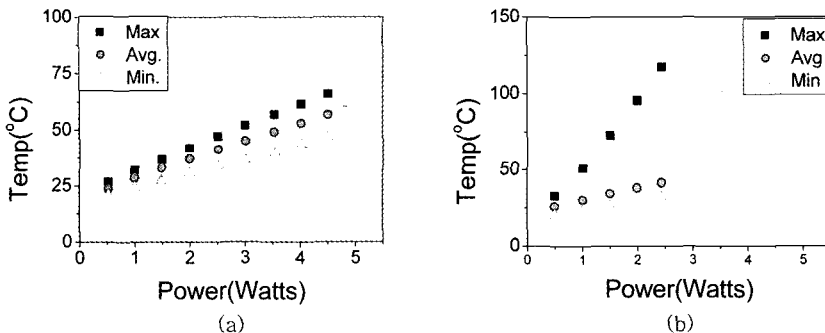 100
75
50
25
0
Temp(°C)
Max
Avg.
Min.
0 1 2 3 4 5
Power(Watts)
(a)
150
100
50
0
Temp(°C)
Max
Avg
Min
0 1 2 3 4 5
Power(Watts)
(b)